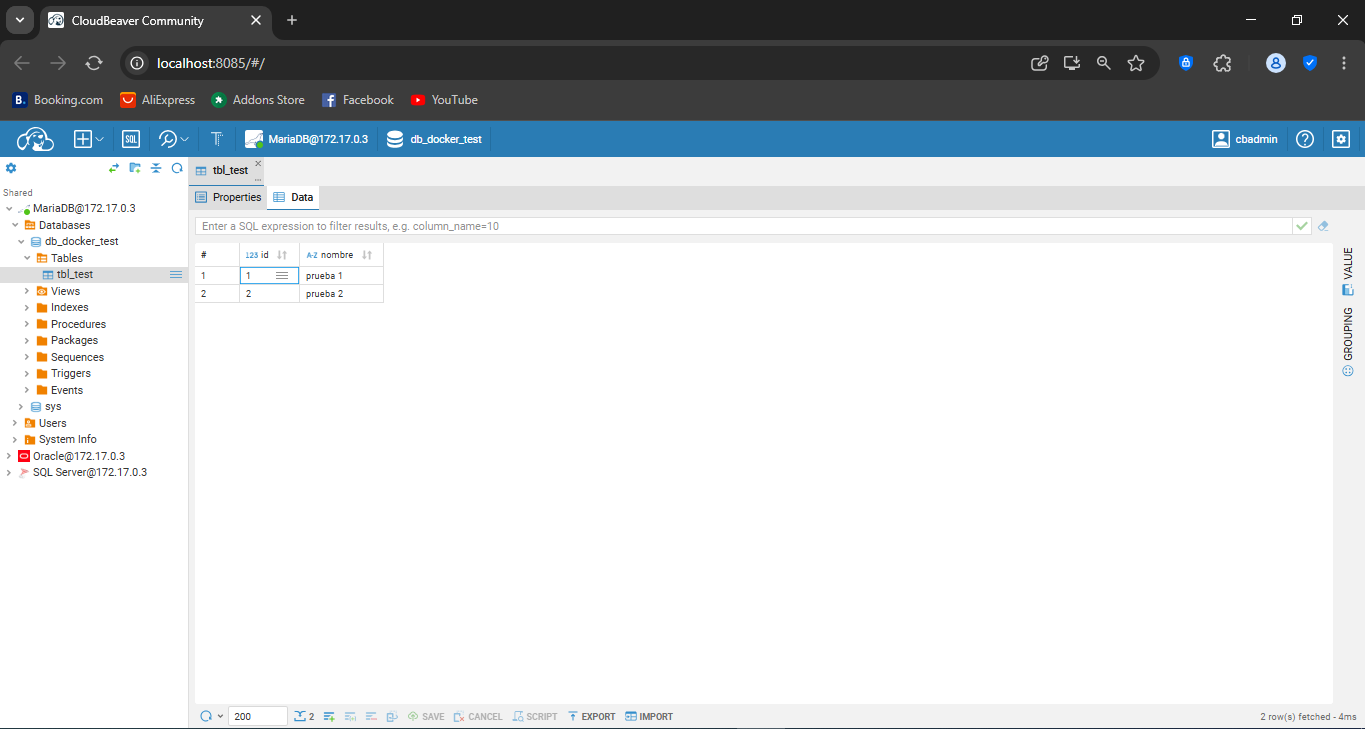 CloudBeaver Community
localhost:8085/#/
B. Booking.com AliExpress Addons Store Facebook YouTube
SQL MariaDB@172.17.0.3 db_docker_test cbadmin
tbl_test
Shared
Properties Data
MariaDB@172.17.0.3
Databases
Enter a SQL expression to filter results, e.g. column_name=10
db_docker_test
Tables
# 123 id A-Z nombre
tbl_test
1 1 prueba 1
Views
2 2 prueba 2
Indexes
Procedures
Packages
Sequences
Triggers
Events
sys
Users
System Info
Oracle@172.17.0.3
SQL Server@172.17.0.3
VALUE
GROUPING
200 2 SAVE CANCEL SCRIPT EXPORT IMPORT 2 row(s) fetched - 4ms